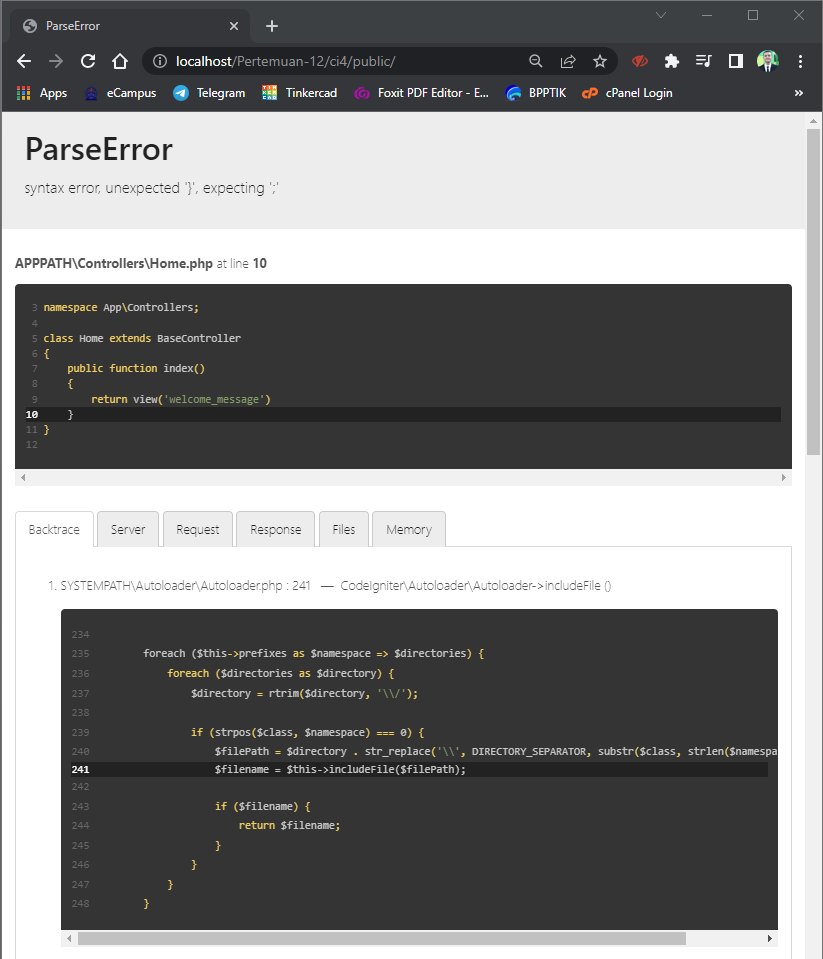 ParseError
localhost/Pertemuan-12/ci4/public/
Apps eCampus Telegram Tinkercad Foxit PDF Editor - E... BPPTIK cPanel Login »
ParseError
syntax error, unexpected '}', expecting ';'
APPPATH\Controllers\Home.php at line 10
3 namespace App\Controllers;
4
5 class Home extends BaseController
6 {
7     public function index()
8     {
9         return view('welcome_message')
10     }
11 }
12
Backtrace Server Request Response Files Memory
1. SYSTEMPATH\Autoloader\Autoloader.php : 241 — CodeIgniter\Autoloader\Autoloader->includeFile ()
234
235         foreach ($this->prefixes as $namespace => $directories) {
236             foreach ($directories as $directory) {
237                 $directory = rtrim($directory, '\\/');
238
239                 if (strpos($class, $namespace) === 0) {
240                     $filePath = $directory . str_replace('\\', DIRECTORY_SEPARATOR, substr($class, strlen($namespa
241                     $filename = $this->includeFile($filePath);
242
243                     if ($filename) {
244                         return $filename;
245                     }
246                 }
247             }
248         }